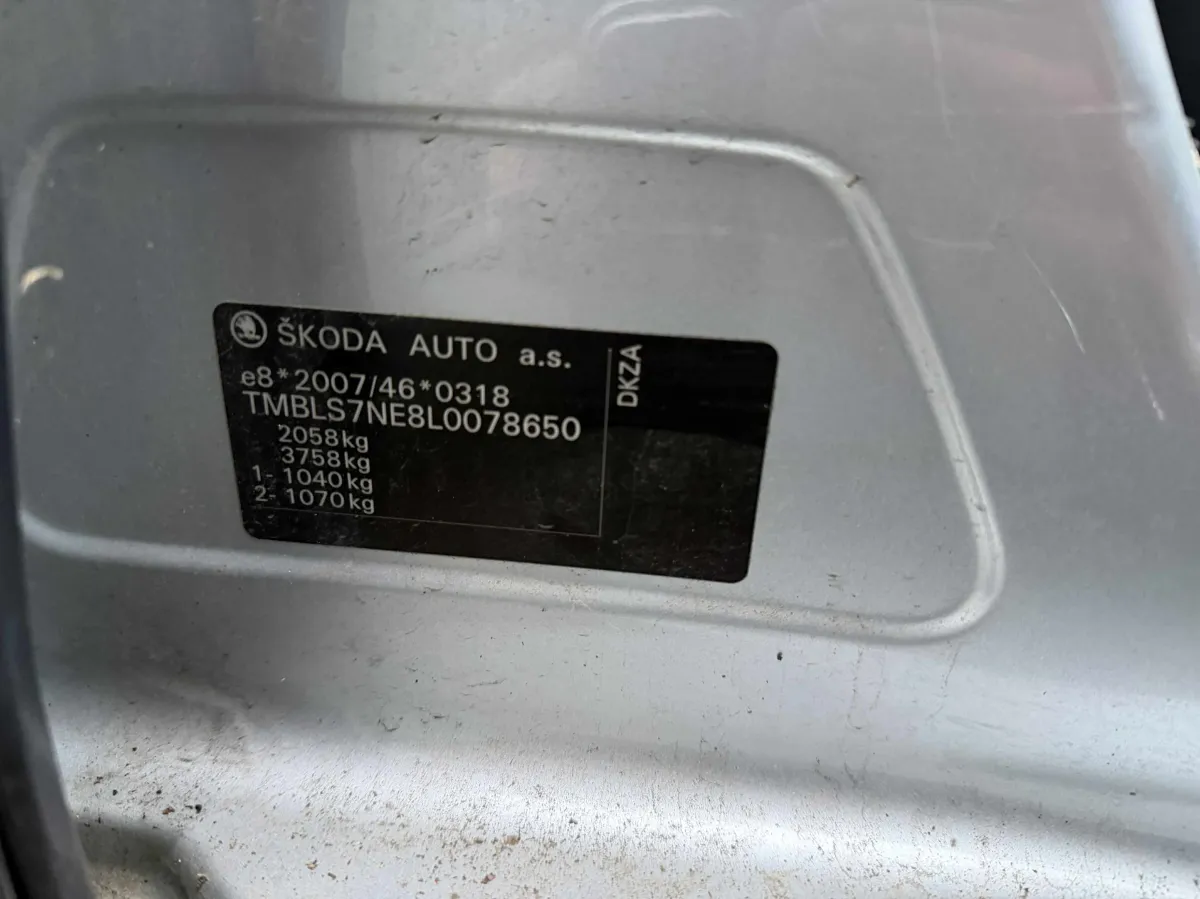 ŠKODA AUTO a.s.
e8*2007/46*0318
TMBLS7NE8L0078650
2058kg
3758kg
1- 1040kg
2- 1070kg
DKZA